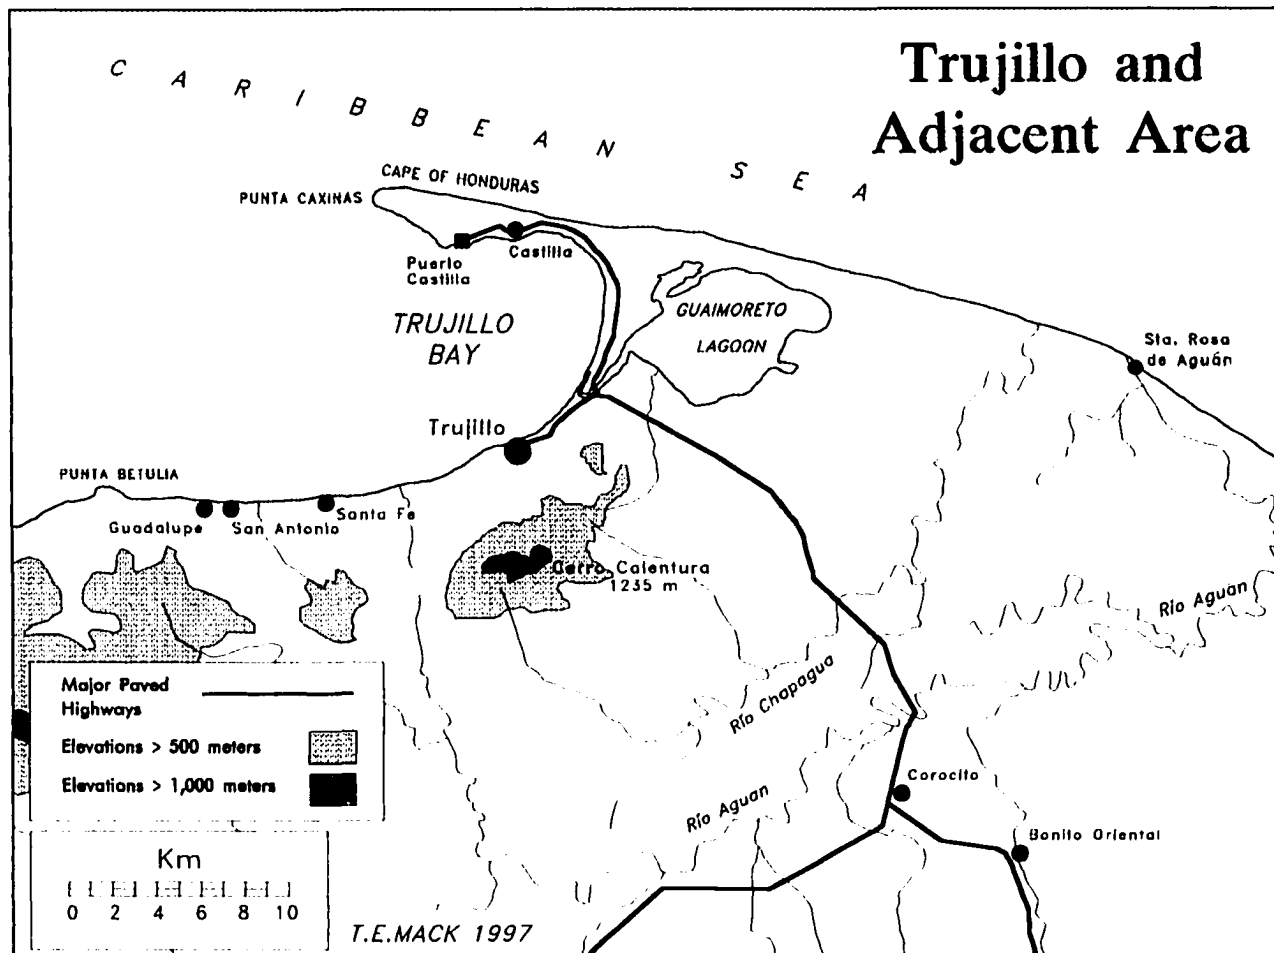 Trujillo and
Adjacent Area
CARIBBEAN SEA
CAPE OF HONDURAS
PUNTA CAXINAS
Castilla
Puerto
Castilla
GUAIMORETO
LAGOON
TRUJILLO
BAY
Sta. Rosa
de Aguán
Trujillo
PUNTA BETULIA
Guadalupe
San Antonio
Santa Fe
Cerro Calentura
1235 m
Río Aguán
Río Chapagua
Río Aguan
Corocito
Bonito Oriental
Major Paved
Highways
Elevations > 500 meters
Elevations > 1,000 meters
Km
0 2 4 6 8 10
T.E.MACK 1997